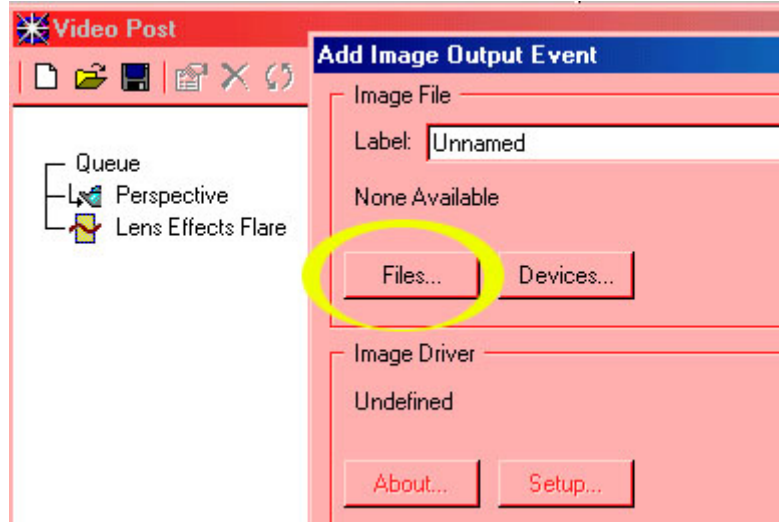 Video Post
Add Image Output Event
Image File
Label: Unnamed
Queue
Perspective
None Available
Lens Effects Flare
Files... Devices...
Image Driver
Undefined
About... Setup...